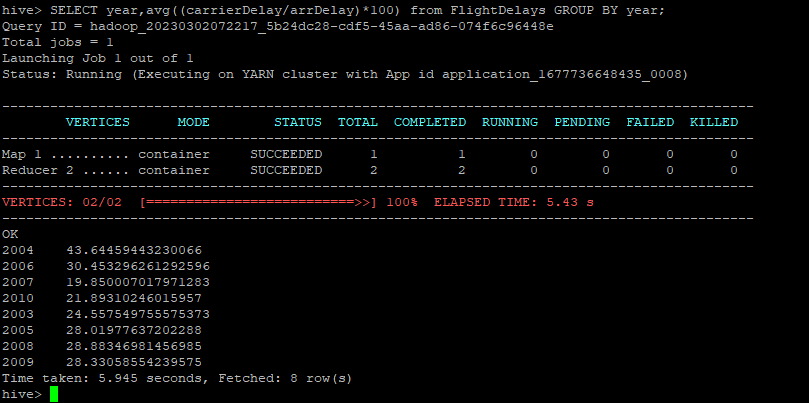 hive> SELECT year,avg((carrierDelay/arrDelay)*100) from FlightDelays GROUP BY year;
Query ID = hadoop_20230302072217_5b24dc28-cdf5-45aa-ad86-074f6c96448e
Total jobs = 1
Launching Job 1 out of 1
Status: Running (Executing on YARN cluster with App id application_1677736648435_0008)
----------------------------------------------------------------------------------------------
VERTICES MODE STATUS TOTAL COMPLETED RUNNING PENDING FAILED KILLED
----------------------------------------------------------------------------------------------
Map 1 .......... container SUCCEEDED 1 1 0 0 0 0
Reducer 2 ...... container SUCCEEDED 2 2 0 0 0 0
----------------------------------------------------------------------------------------------
VERTICES: 02/02 [==========================>>] 100% ELAPSED TIME: 5.43 s
----------------------------------------------------------------------------------------------
OK
2004 43.64459443230066
2006 30.453296261292596
2007 19.850007017971283
2010 21.89310246015957
2003 24.557549755575373
2005 28.01977637202288
2008 28.88346981456985
2009 28.33058554239575
Time taken: 5.945 seconds, Fetched: 8 row(s)
hive>